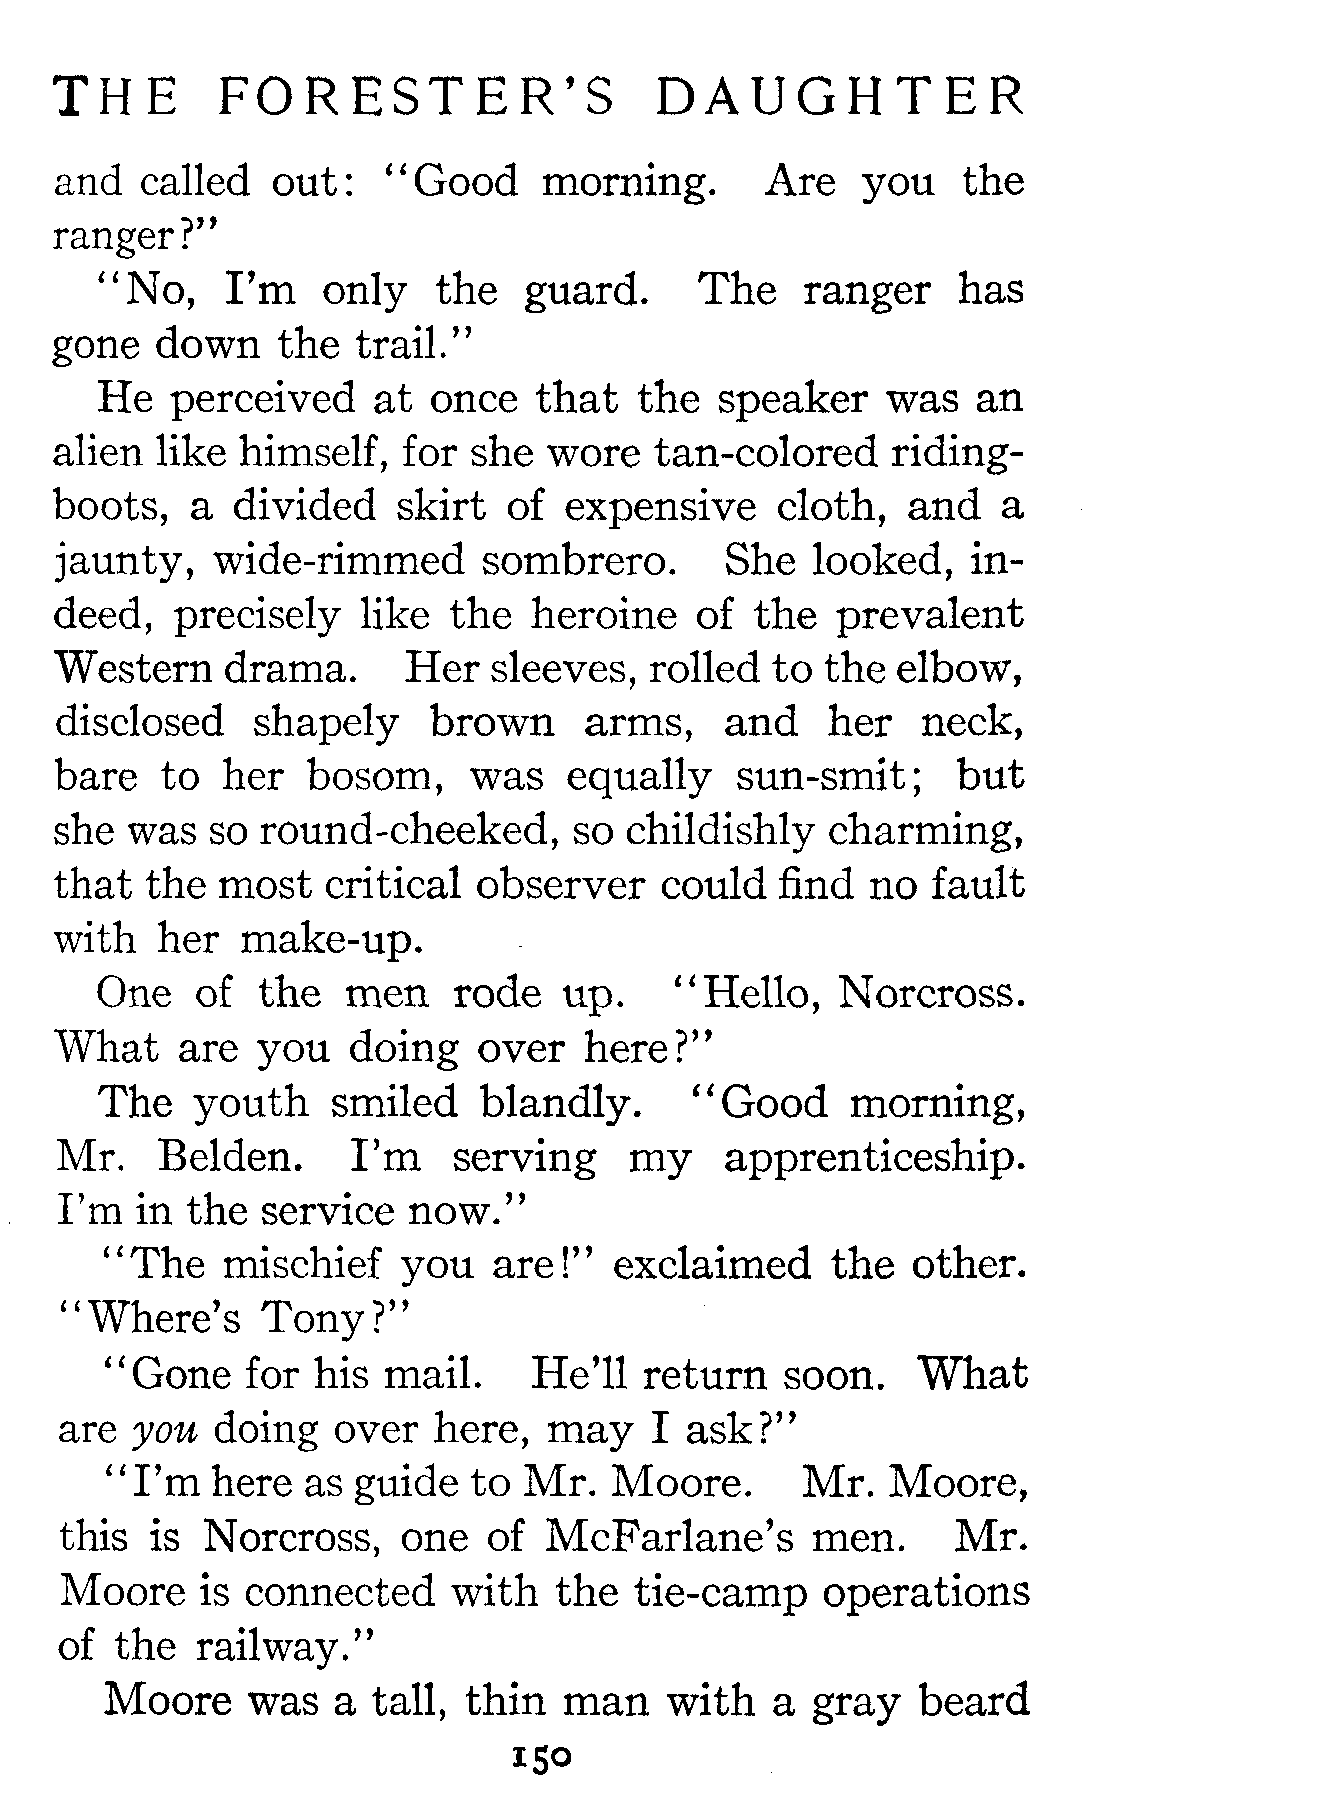 THE FORESTER'S DAUGHTER
and called out: "Good morning. Are you the
ranger?"
"No, I'm only the guard. The ranger has
gone down the trail."
He perceived at once that the speaker was an
alien like himself, for she wore tan-colored riding-
boots, a divided skirt of expensive cloth, and a
jaunty, wide-rimmed sombrero. She looked, in-
deed, precisely like the heroine of the prevalent
Western drama. Her sleeves, rolled to the elbow,
disclosed shapely brown arms, and her neck,
bare to her bosom, was equally sun-smit; but
she was so round-cheeked, so childishly charming,
that the most critical observer could find no fault
with her make-up.
One of the men rode up. "Hello, Norcross.
What are you doing over here?"
The youth smiled blandly. "Good morning,
Mr. Belden. I'm serving my apprenticeship.
I'm in the service now."
"The mischief you are!" exclaimed the other.
"Where's Tony?"
"Gone for his mail. He'll return soon. What
are you doing over here, may I ask?"
"I'm here as guide to Mr. Moore. Mr. Moore,
this is Norcross, one of McFarlane's men. Mr.
Moore is connected with the tie-camp operations
of the railway."
Moore was a tall, thin man with a gray beard
150